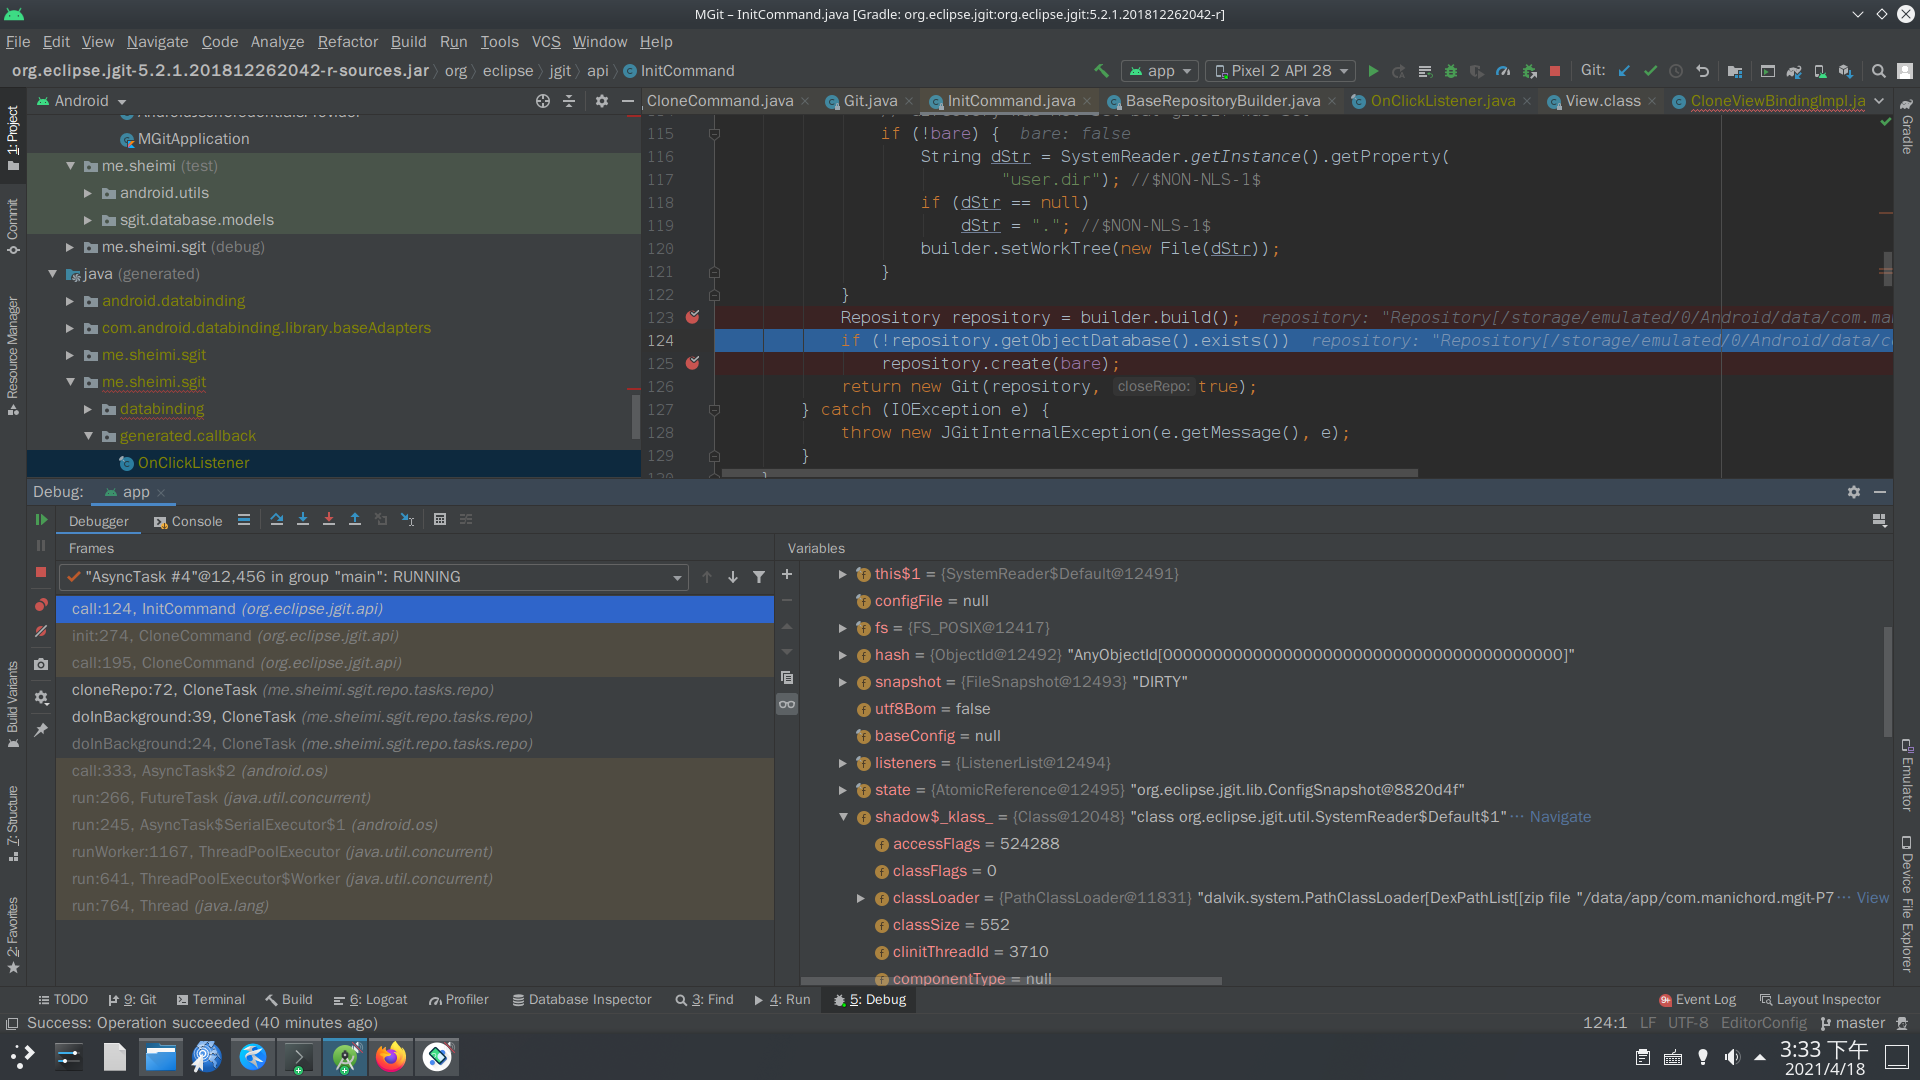 MGit – InitCommand.java [Gradle: org.eclipse.jgit:org.eclipse.jgit:5.2.1.201812262042-r]
File Edit View Navigate Code Analyze Refactor Build Run Tools VCS Window Help
org.eclipse.jgit-5.2.1.201812262042-r-sources.jar org eclipse jgit api InitCommand
app Pixel 2 API 28 Git:
Android
CloneCommand.java Git.java InitCommand.java BaseRepositoryBuilder.java OnClickListener.java View.class CloneViewBindingImpl.ja
1: Project
Commit
Resource Manager
Build Variants
7: Structure
2: Favorites
MGitApplication
me.sheimi (test)
android.utils
sgit.database.models
me.sheimi.sgit (debug)
java (generated)
android.databinding
com.android.databinding.library.baseAdapters
me.sheimi.sgit
me.sheimi.sgit
databinding
generated.callback
OnClickListener
115 if (!bare) { bare: false
116 String dStr = SystemReader.getInstance().getProperty(
117 "user.dir"); //$NON-NLS-1$
118 if (dStr == null)
119 dStr = "."; //$NON-NLS-1$
120 builder.setWorkTree(new File(dStr));
121 }
122 }
123 Repository repository = builder.build(); repository: "Repository[/storage/emulated/0/Android/data/com.ma
124 if (!repository.getObjectDatabase().exists()) repository: "Repository[/storage/emulated/0/Android/data/c
125 repository.create(bare);
126 return new Git(repository, closeRepo: true);
127 } catch (IOException e) {
128 throw new JGitInternalException(e.getMessage(), e);
129 }
Gradle
Emulator
Device File Explorer
Debug: app
Debugger Console
Frames
"AsyncTask #4"@12,456 in group "main": RUNNING
call:124, InitCommand (org.eclipse.jgit.api)
init:274, CloneCommand (org.eclipse.jgit.api)
call:195, CloneCommand (org.eclipse.jgit.api)
cloneRepo:72, CloneTask (me.sheimi.sgit.repo.tasks.repo)
doInBackground:39, CloneTask (me.sheimi.sgit.repo.tasks.repo)
doInBackground:24, CloneTask (me.sheimi.sgit.repo.tasks.repo)
call:333, AsyncTask$2 (android.os)
run:266, FutureTask (java.util.concurrent)
run:245, AsyncTask$SerialExecutor$1 (android.os)
runWorker:1167, ThreadPoolExecutor (java.util.concurrent)
run:641, ThreadPoolExecutor$Worker (java.util.concurrent)
run:764, Thread (java.lang)
Variables
this$1 = {SystemReader$Default@12491}
configFile = null
fs = {FS_POSIX@12417}
hash = {ObjectId@12492} "AnyObjectId[0000000000000000000000000000000000000000]"
snapshot = {FileSnapshot@12493} "DIRTY"
utf8Bom = false
baseConfig = null
listeners = {ListenerList@12494}
state = {AtomicReference@12495} "org.eclipse.jgit.lib.ConfigSnapshot@8820d4f"
shadow$_klass_ = {Class@12048} "class org.eclipse.jgit.util.SystemReader$Default$1" ... Navigate
accessFlags = 524288
classFlags = 0
classLoader = {PathClassLoader@11831} "dalvik.system.PathClassLoader[DexPathList[[zip file "/data/app/com.manichord.mgit-P7 ... View
classSize = 552
clinitThreadId = 3710
componentType = null
TODO 9: Git Terminal Build 6: Logcat Profiler Database Inspector 3: Find 4: Run 5: Debug Event Log Layout Inspector
Success: Operation succeeded (40 minutes ago) 124:1 LF UTF-8 EditorConfig master
3:33 下午
2021/4/18